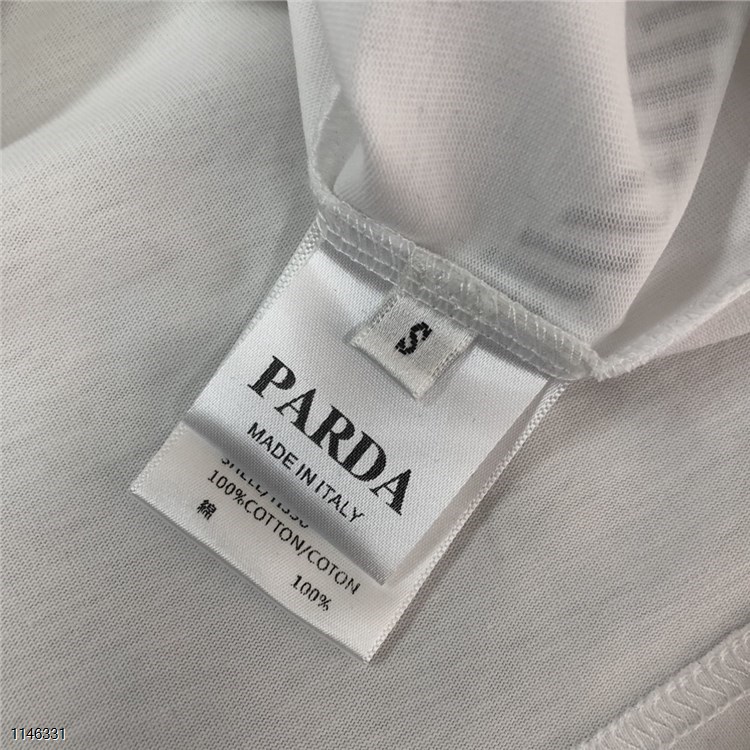 S
PARDA
MADE IN ITALY
100%COTTON/COTON
綿 100%
1146331